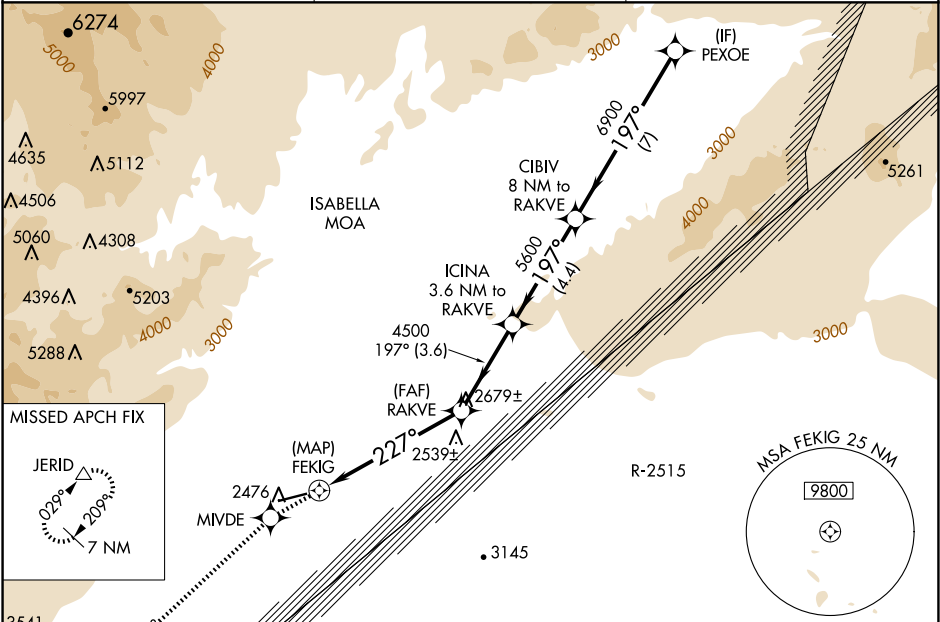 6274
5000
4000
5997
4635
5112
4506
5060
4308
4396
5203
4000
3000
5288
ISABELLA
MOA
3000
(IF)
PEXOE
6900
197°
(7)
3000
CIBIV
8 NM to
RAKVE
5261
4000
5600
197°
(4.4)
ICINA
3.6 NM to
RAKVE
3000
4500
197° (3.6)
(FAF)
RAKVE
2679±
2539±
227°
(MAP)
FEKIG
2476
MIVDE
R-2515
3145
MISSED APCH FIX
JERID
029°
209°
7 NM
MSA FEKIG 25 NM
9800
3541